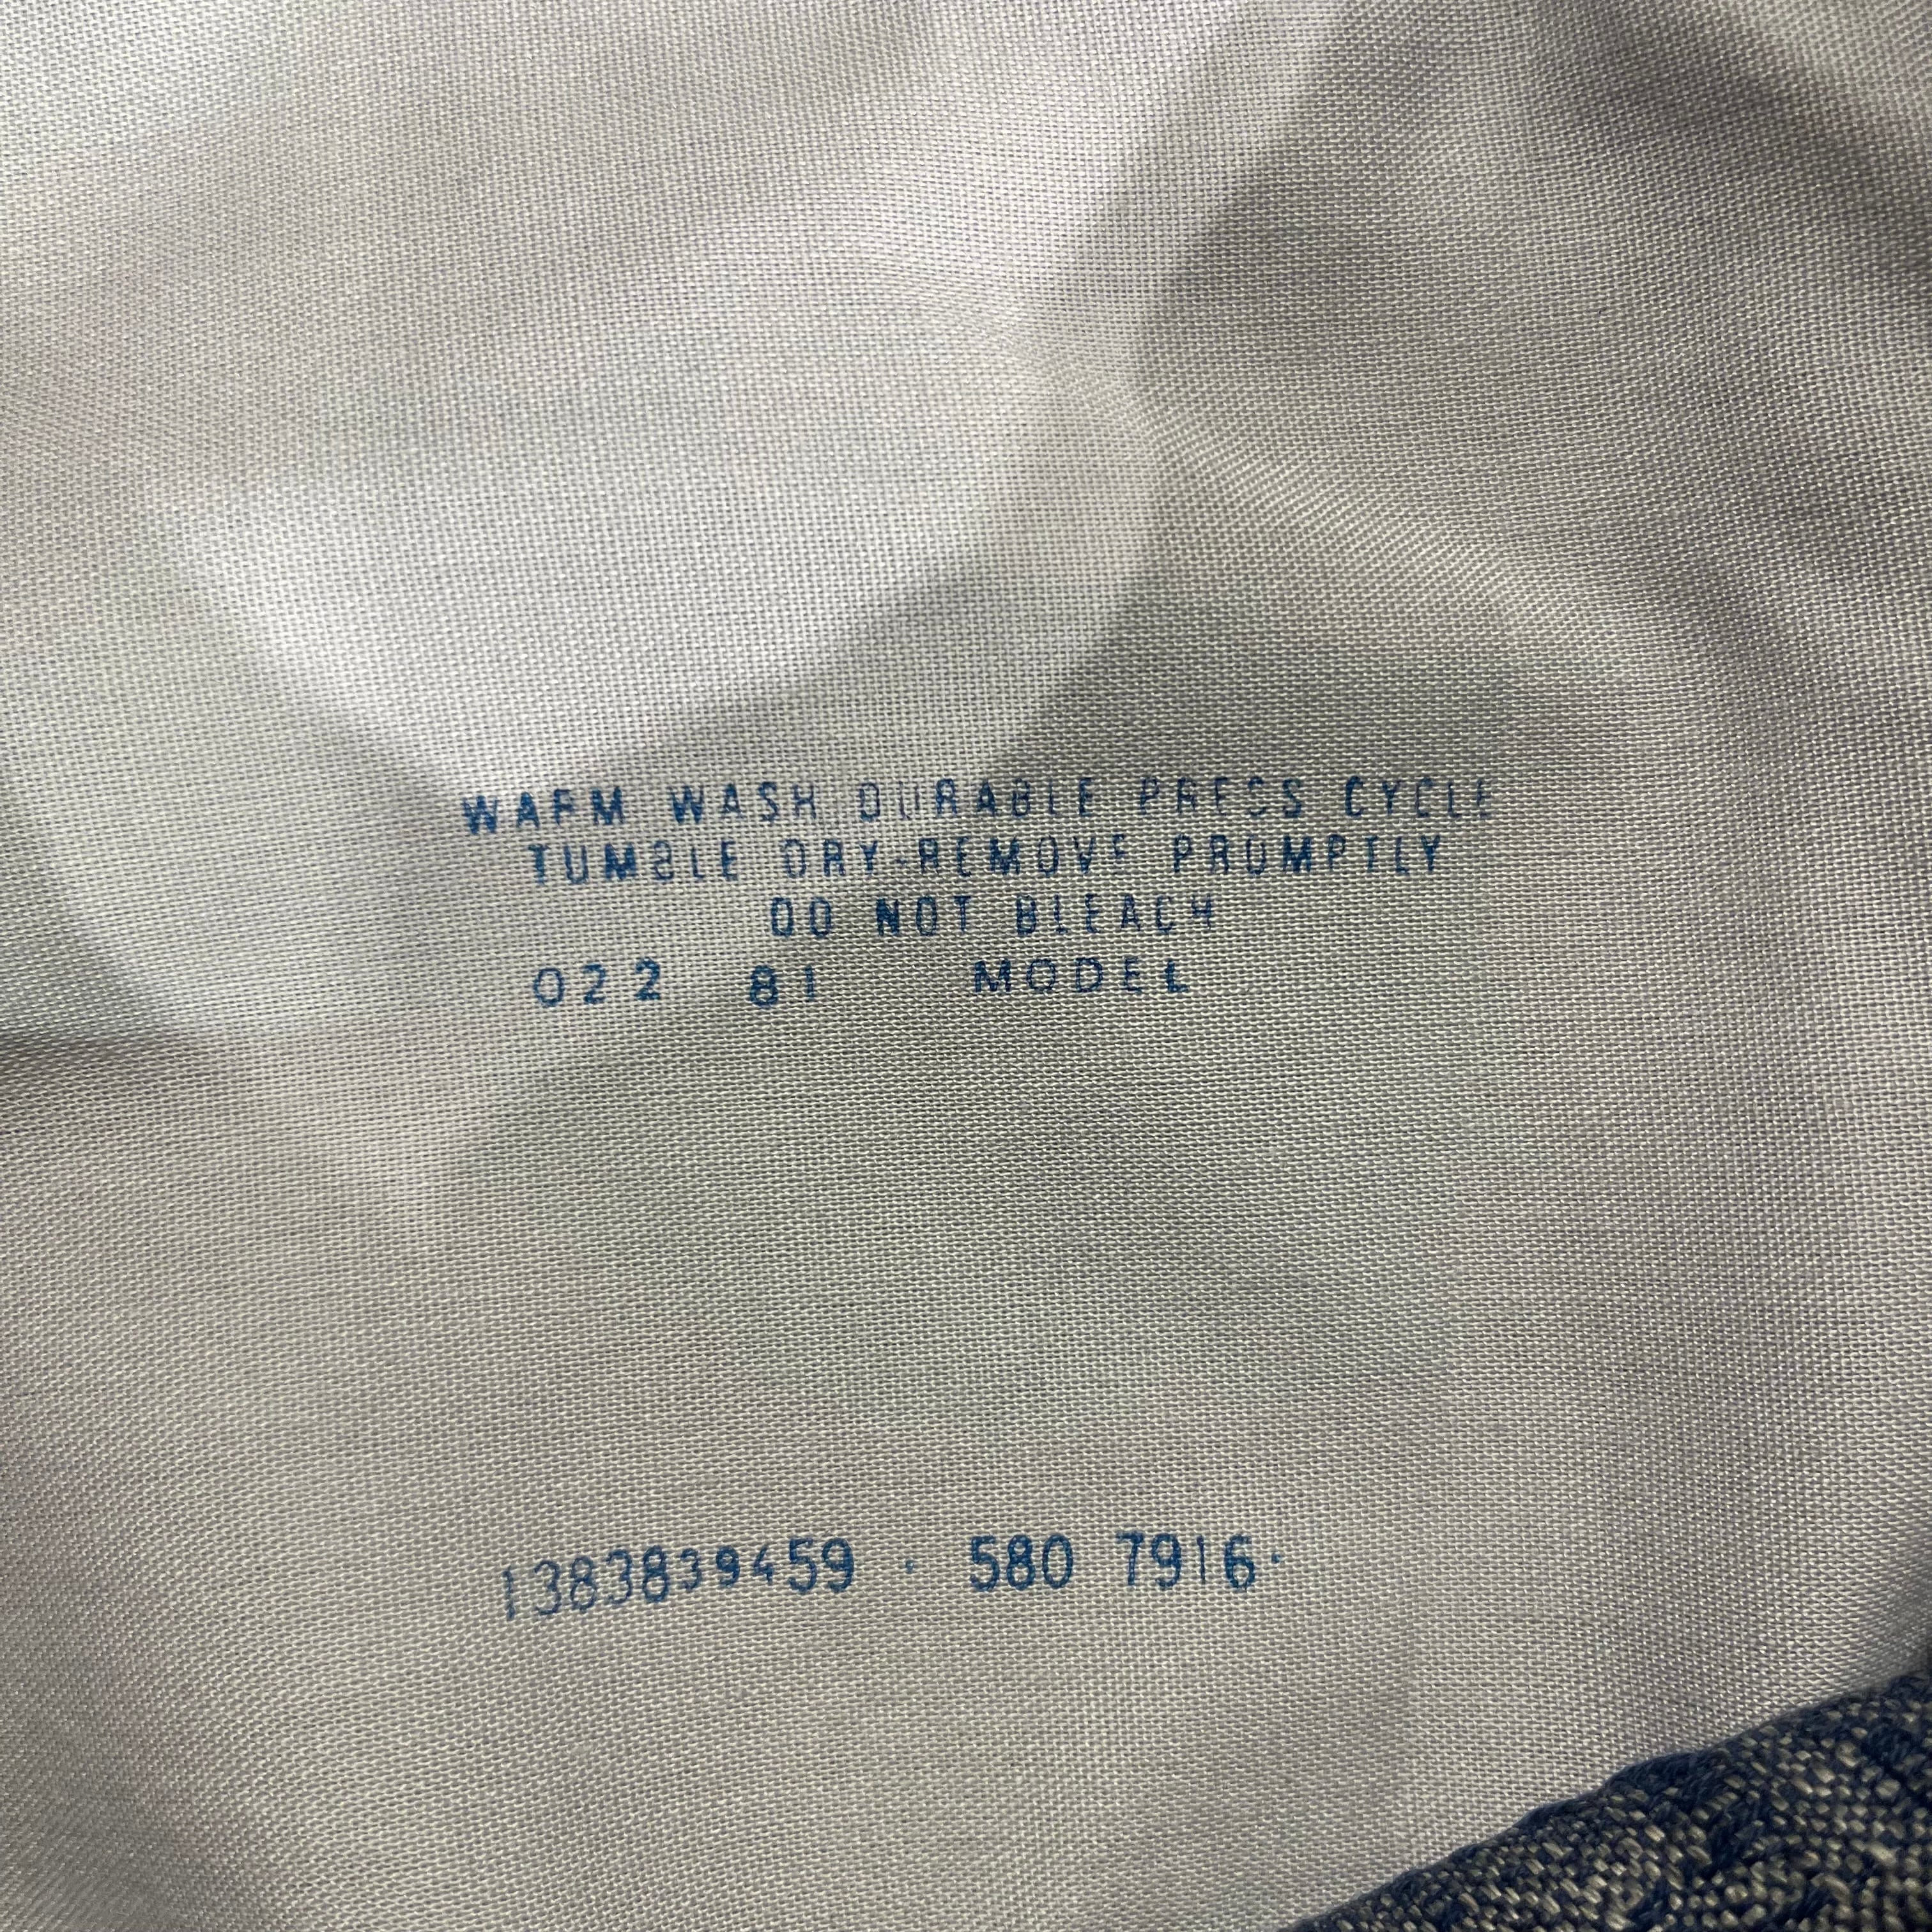 WARM WASH DURABLE PRESS CYCLE
TUMBLE DRY-REMOVE PROMPTLY
DO NOT BLEACH
022 81 MODEL
1383839459 · 580 7916·